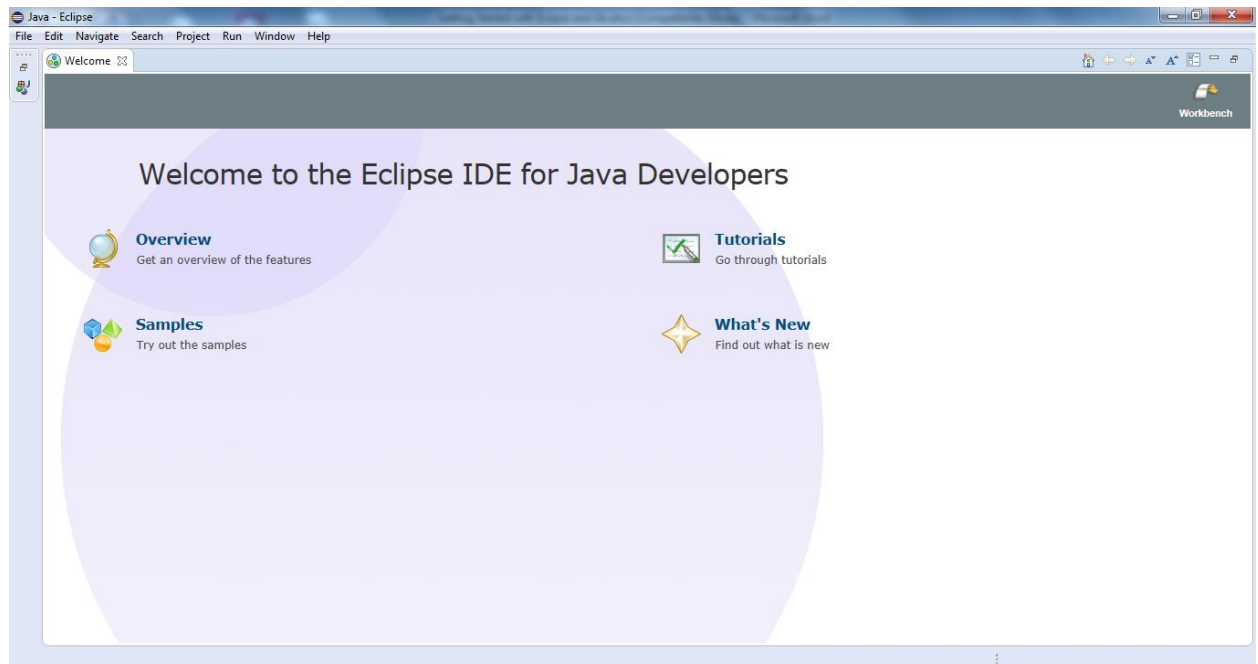 Java - Eclipse
File Edit Navigate Search Project Run Window Help
Welcome
Workbench
Welcome to the Eclipse IDE for Java Developers
Overview
Get an overview of the features
Tutorials
Go through tutorials
Samples
Try out the samples
What's New
Find out what is new